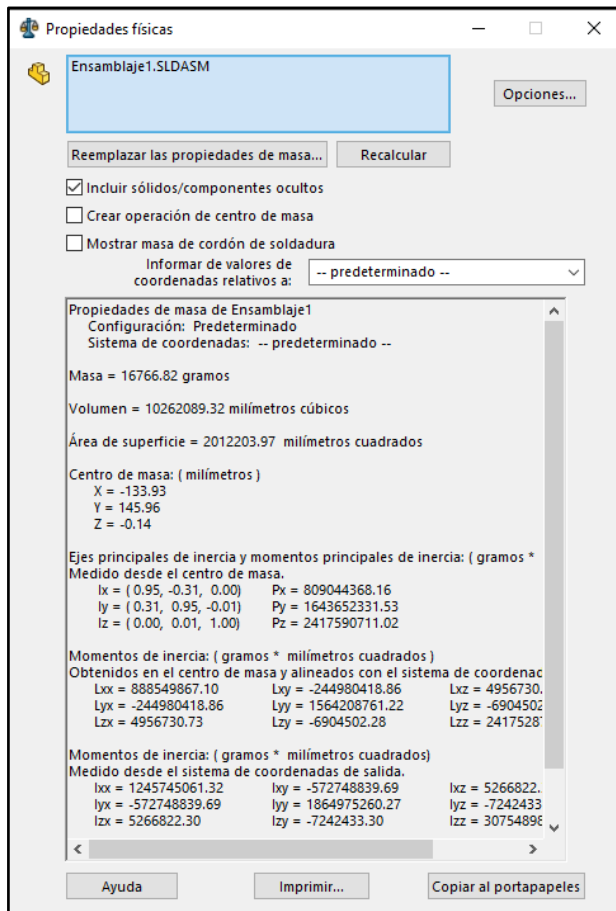 Propiedades físicas
Ensamblaje1.SLDASM
Opciones...
Reemplazar las propiedades de masa... Recalcular
Incluir sólidos/componentes ocultos
Crear operación de centro de masa
Mostrar masa de cordón de soldadura
Informar de valores de
coordenadas relativos a: -- predeterminado --
Propiedades de masa de Ensamblaje1
Configuración: Predeterminado
Sistema de coordenadas: -- predeterminado --
Masa = 16766.82 gramos
Volumen = 10262089.32 milímetros cúbicos
Área de superficie = 2012203.97 milímetros cuadrados
Centro de masa: ( milímetros )
X = -133.93
Y = 145.96
Z = -0.14
Ejes principales de inercia y momentos principales de inercia: ( gramos *
Medido desde el centro de masa.
Ix = ( 0.95, -0.31, 0.00) Px = 809044368.16
Iy = ( 0.31, 0.95, -0.01) Py = 1643652331.53
Iz = ( 0.00, 0.01, 1.00) Pz = 2417590711.02
Momentos de inercia: ( gramos * milímetros cuadrados )
Obtenidos en el centro de masa y alineados con el sistema de coordenac
Lxx = 888549867.10 Lxy = -244980418.86 Lxz = 4956730.
Lyx = -244980418.86 Lyy = 1564208761.22 Lyz = -6904502
Lzx = 4956730.73 Lzy = -6904502.28 Lzz = 24175287
Momentos de inercia: ( gramos * milímetros cuadrados)
Medido desde el sistema de coordenadas de salida.
Ixx = 1245745061.32 Ixy = -572748839.69 Ixz = 5266822.
Iyx = -572748839.69 Iyy = 1864975260.27 Iyz = -7242433
Izx = 5266822.30 Izy = -7242433.30 Izz = 30754898
Ayuda Imprimir... Copiar al portapapeles